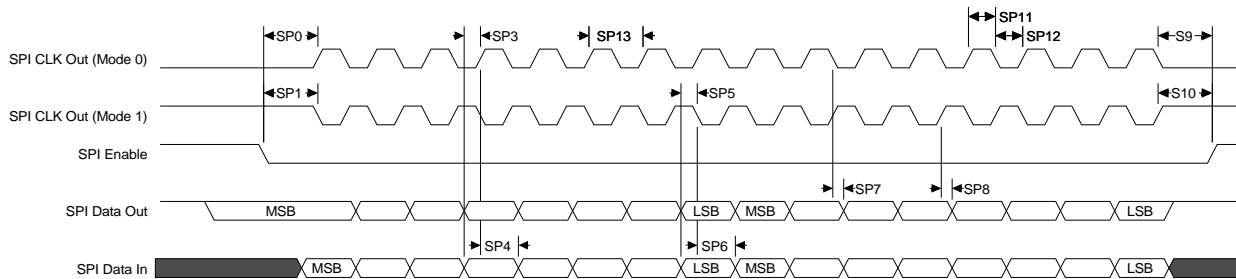 SP11
SP0 SP3 SP13 SP12 S9
SPI CLK Out (Mode 0)
SP1 SP5 S10
SPI CLK Out (Mode 1)
SPI Enable
SP7 SP8
SPI Data Out MSB LSB MSB LSB
SP4 SP6
SPI Data In MSB LSB MSB LSB